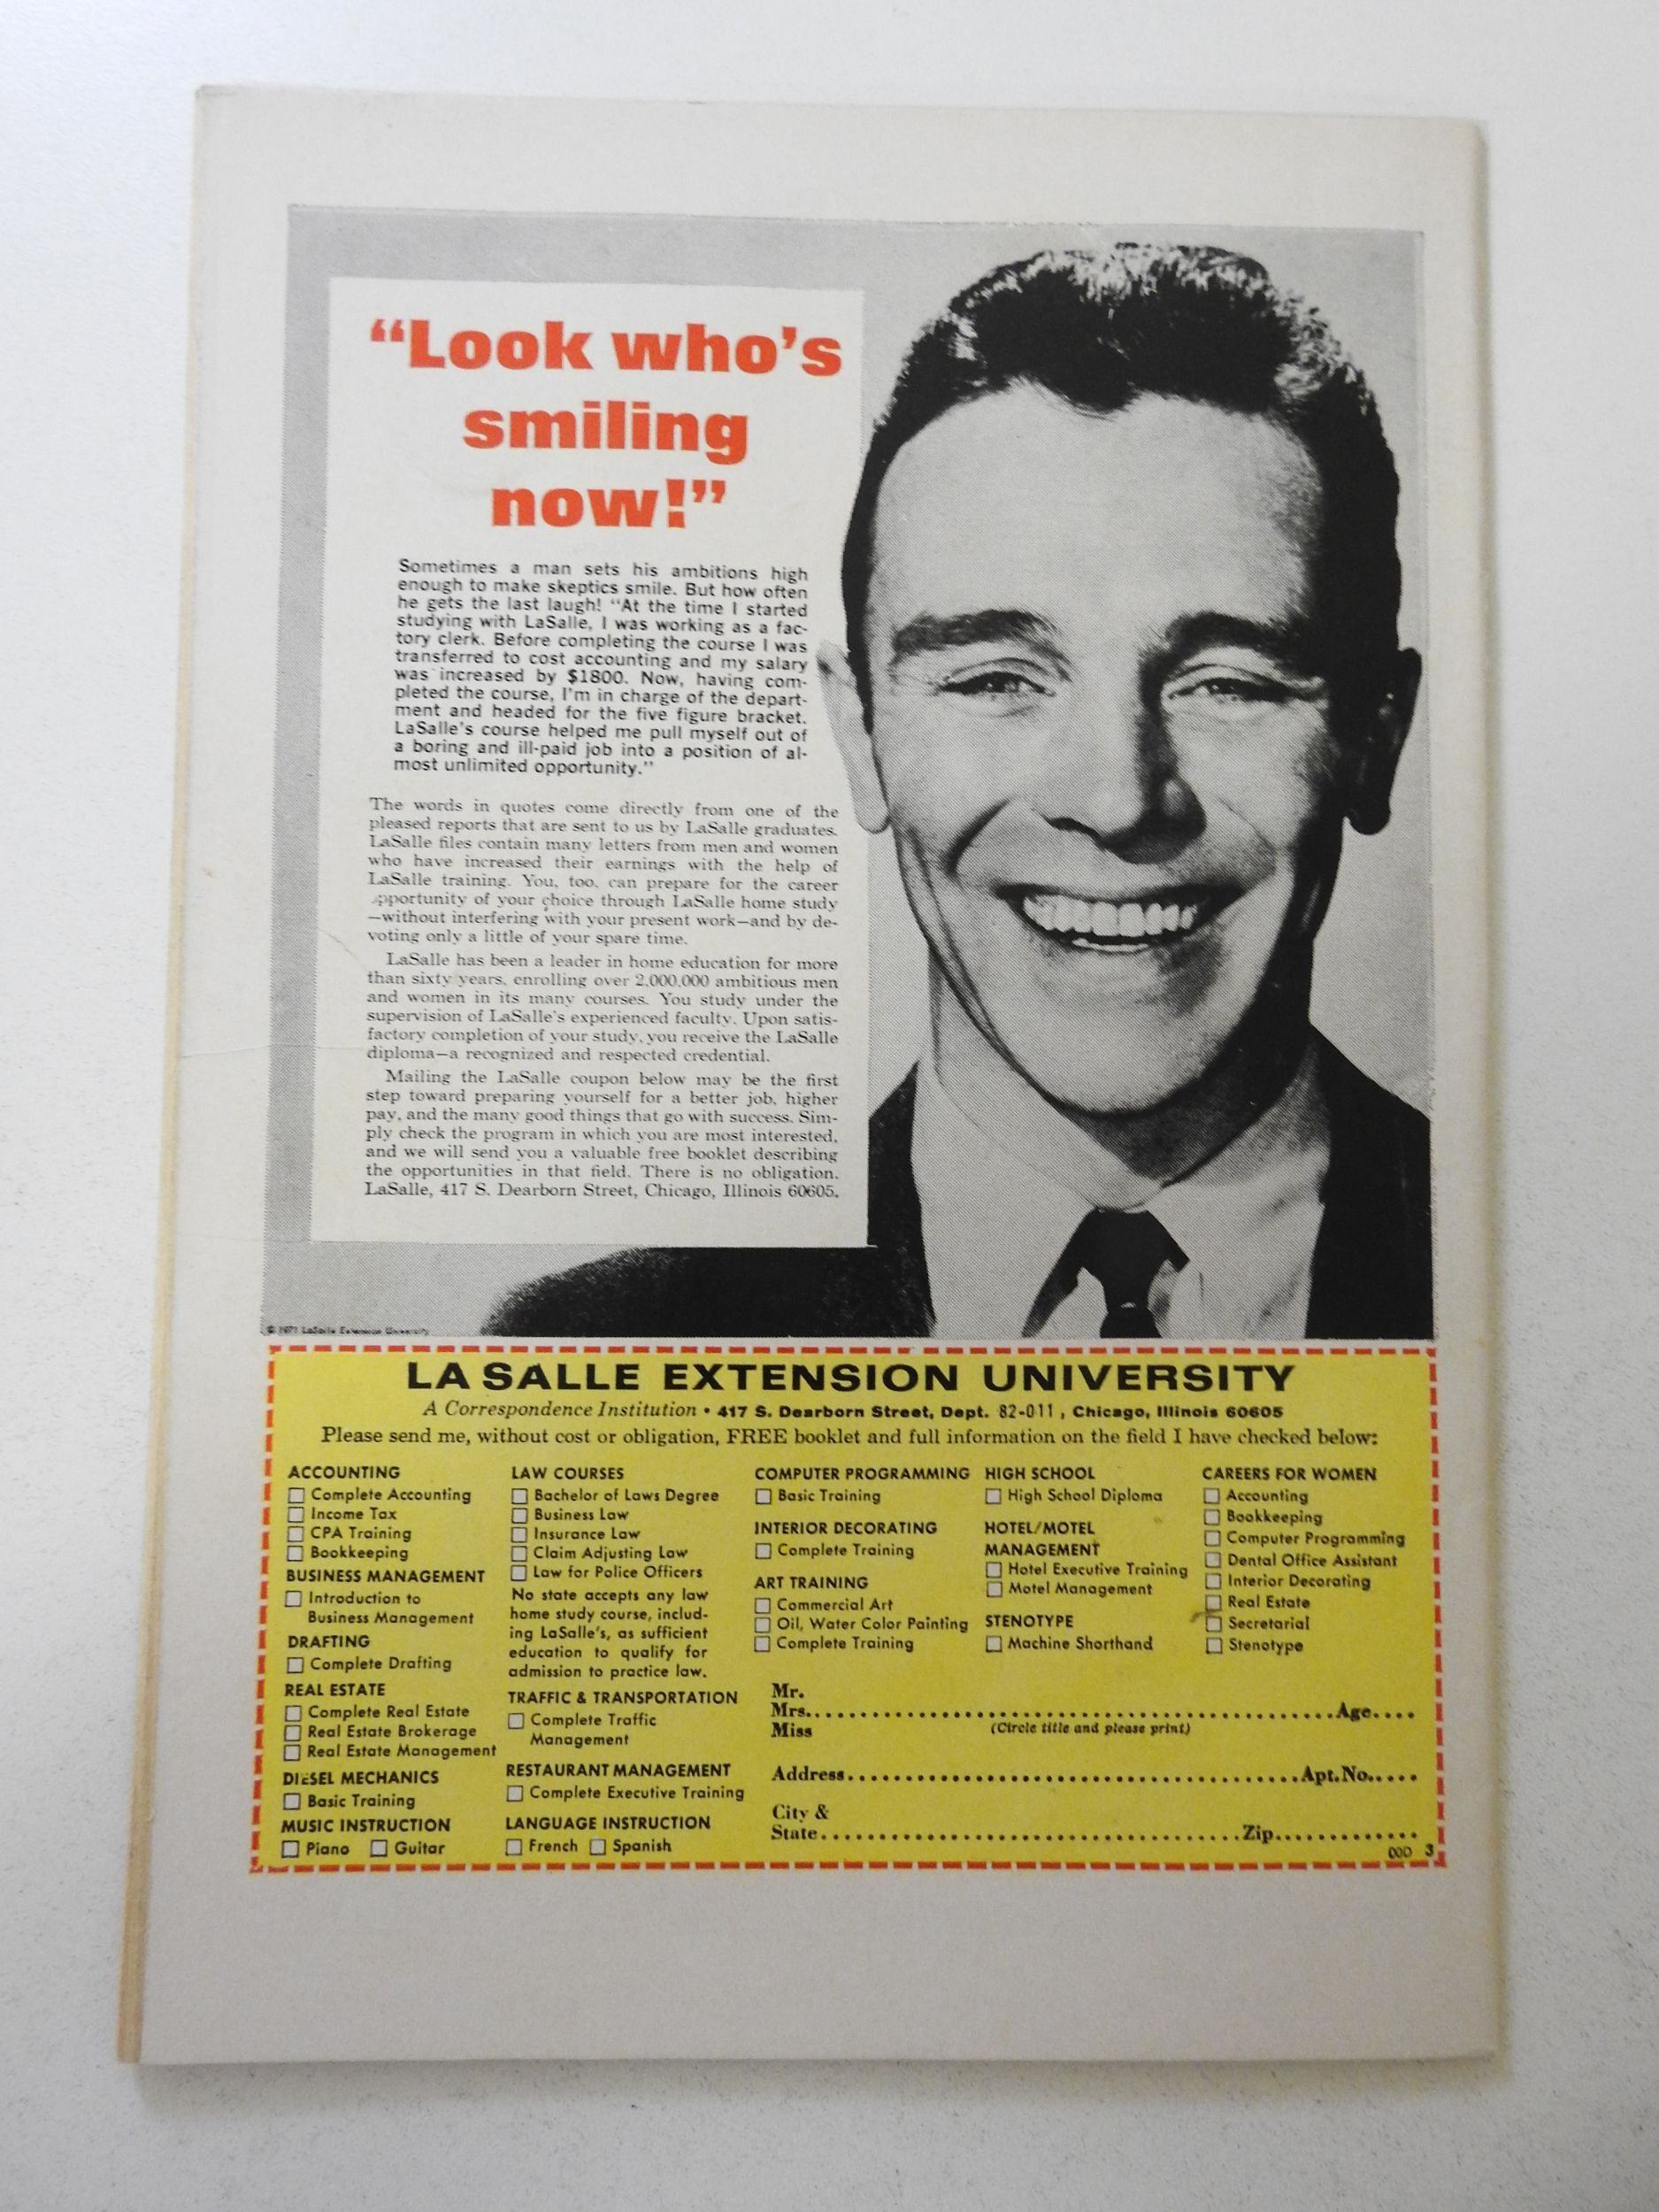 “Look who’s
smiling
now!”
Sometimes a man sets his ambitions high
enough to make skeptics smile. But how often
he gets the last laugh! “At the time I started
studying with LaSalle, I was working as a fac-
tory clerk. Before completing the course I was
transferred to cost accounting and my salary
was increased by $1800. Now, having com-
pleted the course, I’m in charge of the depart-
ment and headed for the five figure bracket.
LaSalle’s course helped me pull myself out of
a boring and ill-paid job into a position of al-
most unlimited opportunity.”
The words in quotes come directly from one of the
pleased reports that are sent to us by LaSalle graduates.
LaSalle files contain many letters from men and women
who have increased their earnings with the help of
LaSalle training. You, too, can prepare for the career
opportunity of your choice through LaSalle home study
—without interfering with your present work—and by de-
voting only a little of your spare time.
LaSalle has been a leader in home education for more
than sixty years, enrolling over 2,000,000 ambitious men
and women in its many courses. You study under the
supervision of LaSalle’s experienced faculty. Upon satis-
factory completion of your study, you receive the LaSalle
diploma—a recognized and respected credential.
Mailing the LaSalle coupon below may be the first
step toward preparing yourself for a better job, higher
pay, and the many good things that go with success. Sim-
ply check the program in which you are most interested,
and we will send you a valuable free booklet describing
the opportunities in that field. There is no obligation.
LaSalle, 417 S. Dearborn Street, Chicago, Illinois 60605.
© 1971 LaSalle Extension University
LA SALLE EXTENSION UNIVERSITY
A Correspondence Institution • 417 S. Dearborn Street, Dept. 82-011, Chicago, Illinois 60605
Please send me, without cost or obligation, FREE booklet and full information on the field I have checked below:
ACCOUNTING
Complete Accounting
Income Tax
CPA Training
Bookkeeping
BUSINESS MANAGEMENT
Introduction to
Business Management
DRAFTING
Complete Drafting
REAL ESTATE
Complete Real Estate
Real Estate Brokerage
Real Estate Management
DIESEL MECHANICS
Basic Training
MUSIC INSTRUCTION
Piano Guitar
LAW COURSES
Bachelor of Laws Degree
Business Law
Insurance Law
Claim Adjusting Law
Law for Police Officers
No state accepts any law
home study course, includ-
ing LaSalle’s, as sufficient
education to qualify for
admission to practice law.
TRAFFIC & TRANSPORTATION
Complete Traffic
Management
RESTAURANT MANAGEMENT
Complete Executive Training
LANGUAGE INSTRUCTION
French Spanish
COMPUTER PROGRAMMING
Basic Training
INTERIOR DECORATING
Complete Training
ART TRAINING
Commercial Art
Oil, Water Color Painting
Complete Training
HIGH SCHOOL
High School Diploma
HOTEL/MOTEL
MANAGEMENT
Hotel Executive Training
Motel Management
STENOTYPE
Machine Shorthand
CAREERS FOR WOMEN
Accounting
Bookkeeping
Computer Programming
Dental Office Assistant
Interior Decorating
Real Estate
Secretarial
Stenotype
Mr.
Mrs. Age
Miss (Circle title and please print)
Address Apt. No.
City &
State Zip
000 3